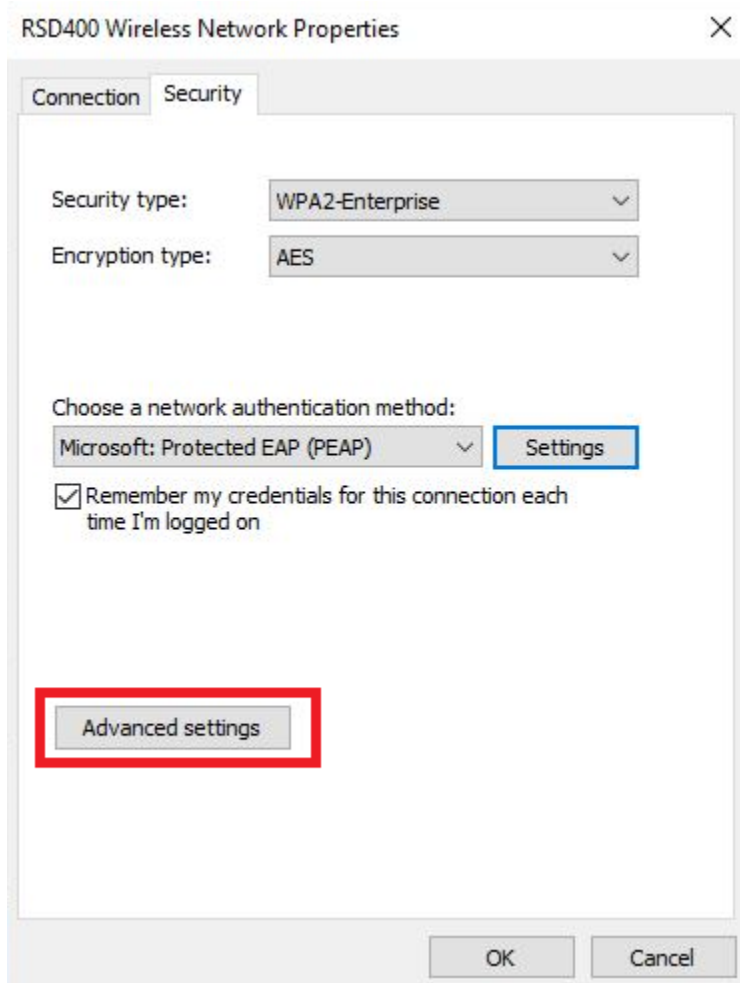 RSD400 Wireless Network Properties
Connection Security
Security type: WPA2-Enterprise
Encryption type: AES
Choose a network authentication method:
Microsoft: Protected EAP (PEAP) Settings
Remember my credentials for this connection each
time I'm logged on
Advanced settings
OK Cancel